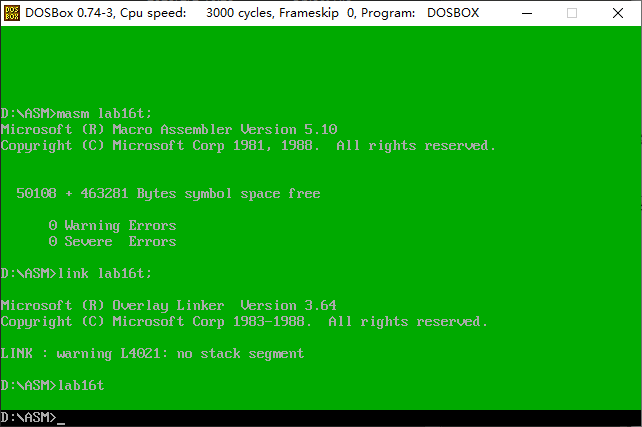 DOS BOX DOSBox 0.74-3, Cpu speed: 3000 cycles, Frameskip 0, Program: DOSBOX
D:\ASM>masm lab16t;
Microsoft (R) Macro Assembler Version 5.10
Copyright (C) Microsoft Corp 1981, 1988. All rights reserved.
50108 + 463281 Bytes symbol space free
0 Warning Errors
0 Severe Errors
D:\ASM>link lab16t;
Microsoft (R) Overlay Linker Version 3.64
Copyright (C) Microsoft Corp 1983-1988. All rights reserved.
LINK : warning L4021: no stack segment
D:\ASM>lab16t
D:\ASM>_